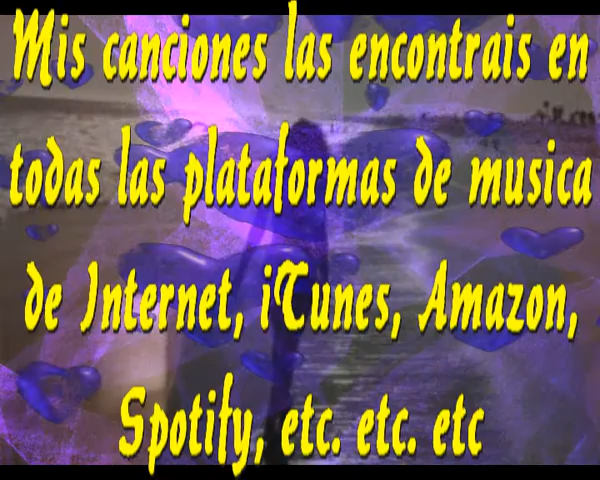 Mis canciones las encontrais en
todas las plataformas de musica
de Internet, iTunes, Amazon,
Spotify, etc. etc. etc